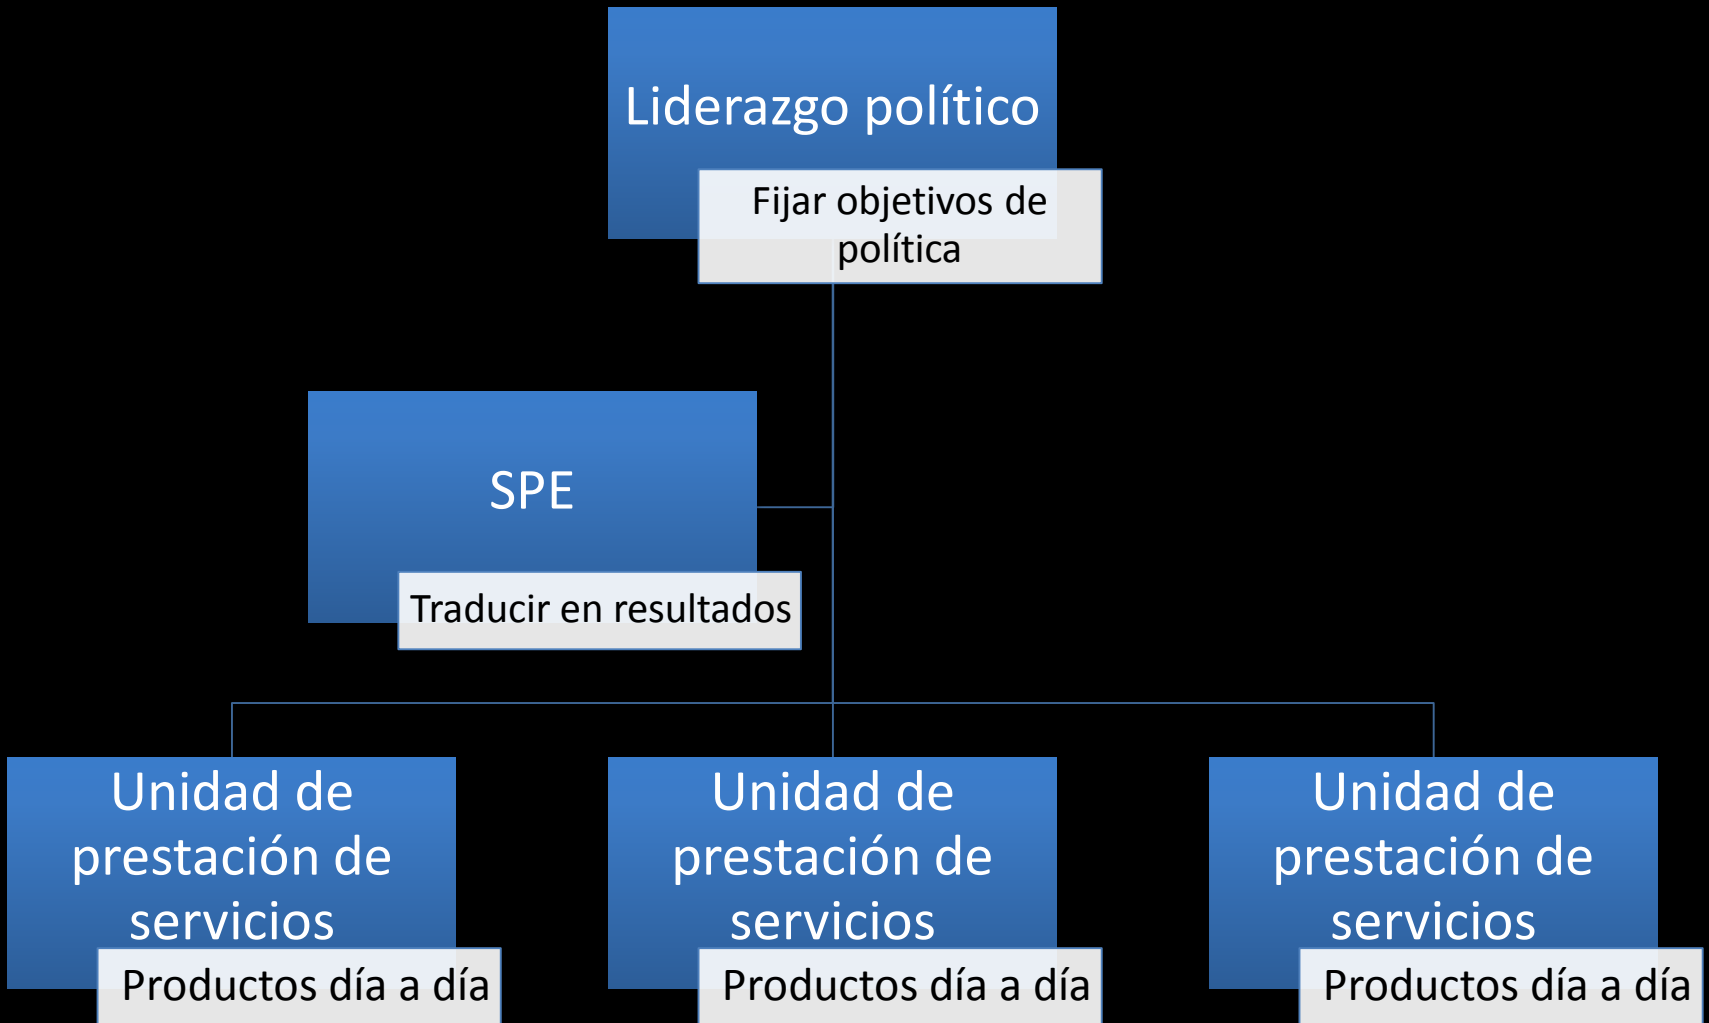 Liderazgo político
Fijar objetivos de
política
SPE
Traducir en resultados
Unidad de
prestación de
servicios
Productos día a día
Unidad de
prestación de
servicios
Productos día a día
Unidad de
prestación de
servicios
Productos día a día